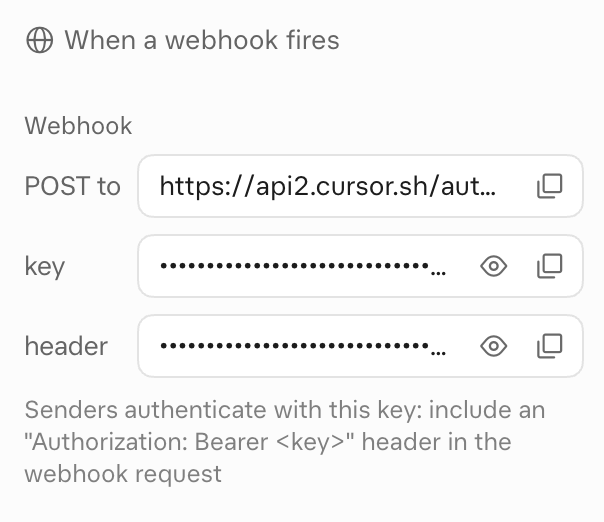 When a webhook fires
Webhook
POST to https://api2.cursor.sh/aut...
key ••••••••••••••••••••••••••••••...
header ••••••••••••••••••••••••••••••...
Senders authenticate with this key: include an
"Authorization: Bearer <key>" header in the
webhook request